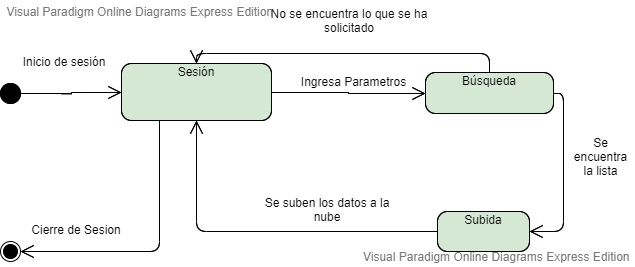 Visual Paradigm Online Diagrams Express Edition
No se encuentra lo que se ha
solicitado
Inicio de sesión
Sesión
Ingresa Parametros
Búsqueda
Se
encuentra
la lista
Se suben los datos a la
nube
Subida
Cierre de Sesion
Visual Paradigm Online Diagrams Express Edition